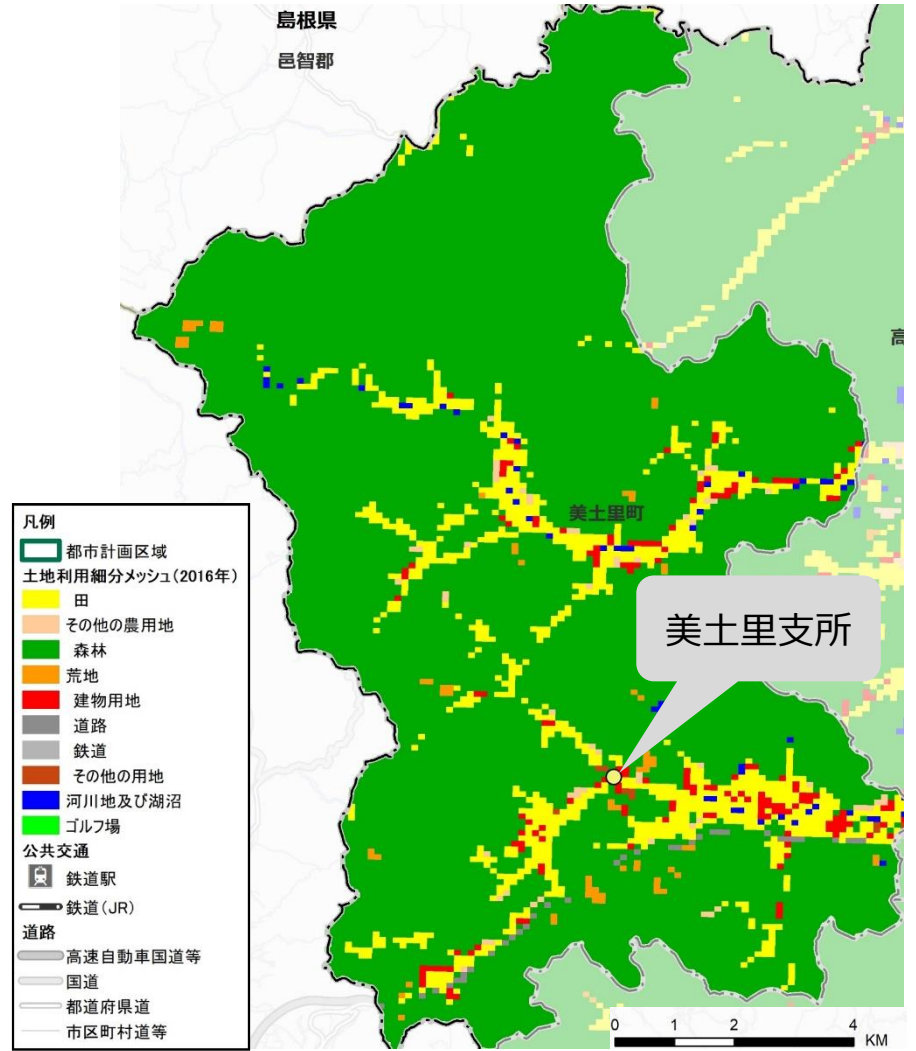 島根県
邑智郡
高
美土里町
美土里支所
凡例
都市計画区域
土地利用細分メッシュ(2016年)
田
その他の農用地
森林
荒地
建物用地
道路
鉄道
その他の用地
河川地及び湖沼
ゴルフ場
公共交通
鉄道駅
鉄道(JR)
道路
高速自動車国道等
国道
都道府県道
市区町村道等
0 1 2 4
KM